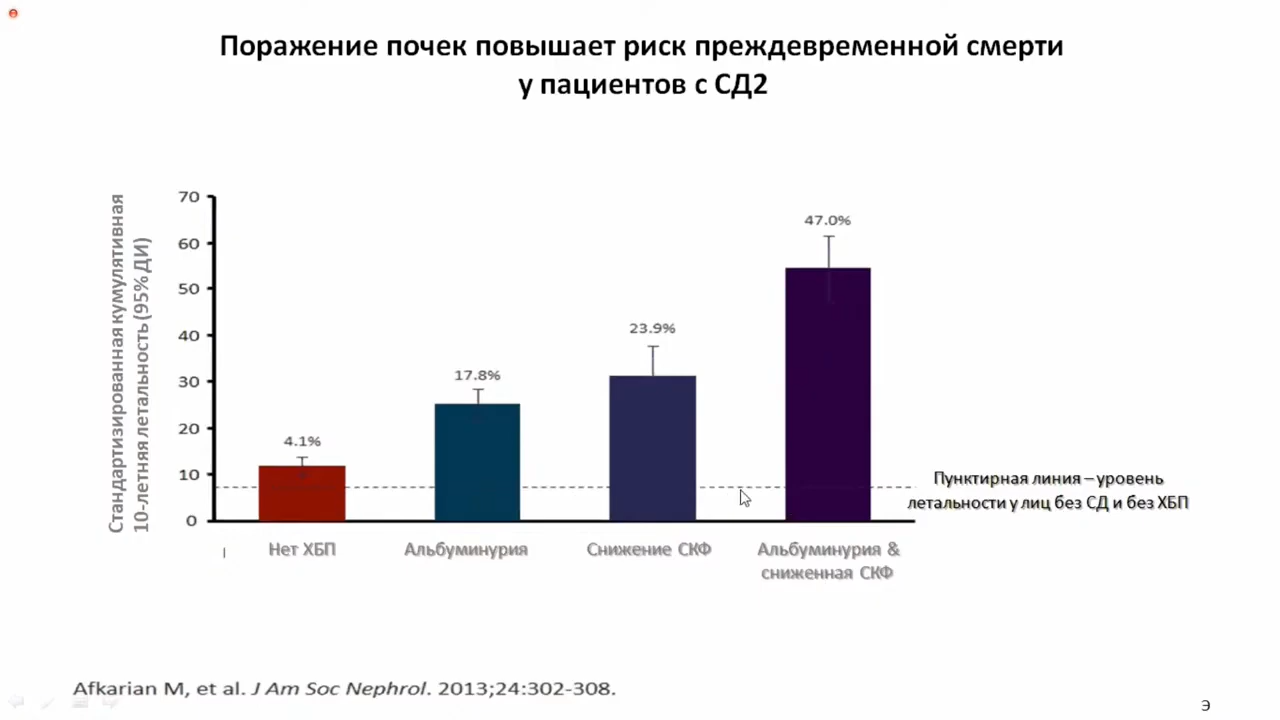 Поражение почек повышает риск преждевременной смерти
у пациентов с СД2
Стандартизированная кумулятивная
10-летняя летальность (95% ДИ)
70
60
50
40
30
20
10
0
4.1%
17.8%
23.9%
47.0%
Нет ХБП
Альбуминурия
Снижение СКФ
Альбуминурия &
сниженная СКФ
Пунктирная линия – уровень
летальности у лиц без СД и без ХБП
Afkarian M, et al. J Am Soc Nephrol. 2013;24:302-308.
Э